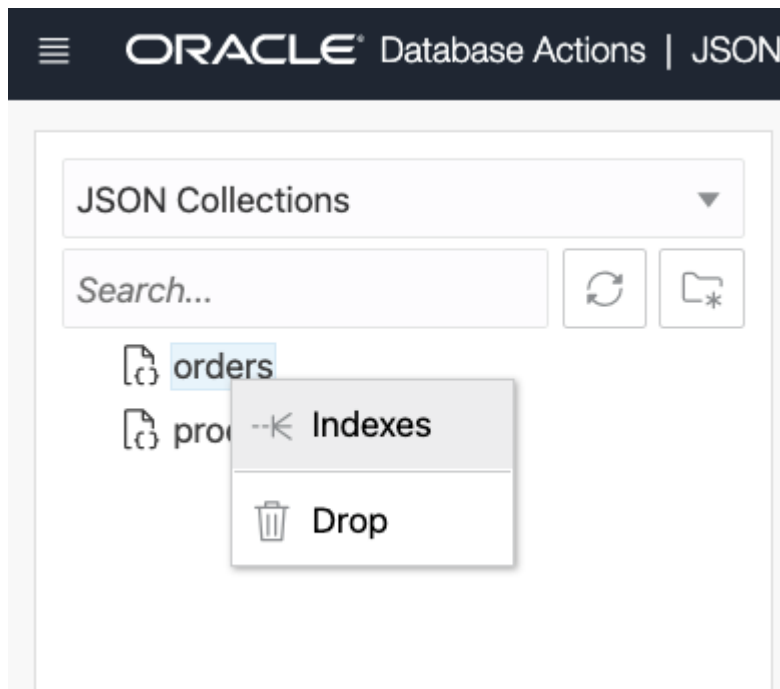 ORACLE Database Actions | JSON
JSON Collections
Search...
orders
Indexes
Drop